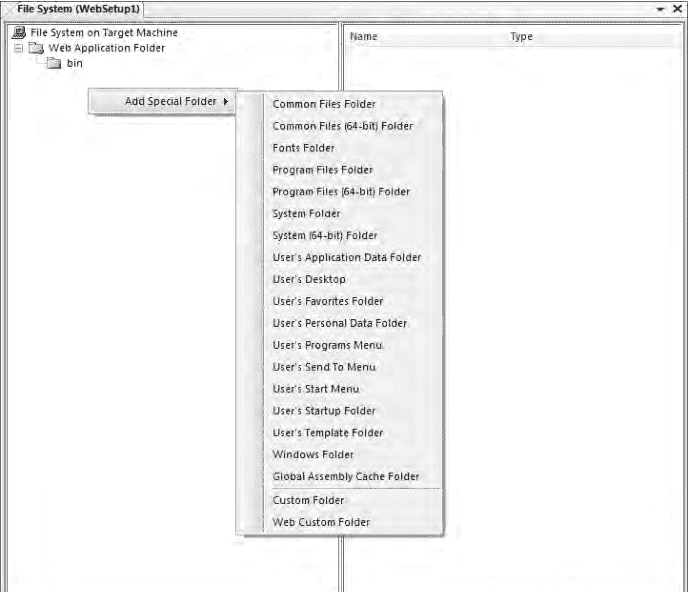 File System (WebSetup1)
File System on Target Machine
Web Application Folder
bin
Name Type
Add Special Folder
Common Files Folder
Common Files (64-bit) Folder
Fonts Folder
Program Files Folder
Program Files (64-bit) Folder
System Folder
System (64-bit) Folder
User's Application Data Folder
User's Desktop
User's Favorites Folder
User's Personal Data Folder
User's Programs Menu
User's Send To Menu
User's Start Menu
User's Startup Folder
User's Template Folder
Windows Folder
Global Assembly Cache Folder
Custom Folder
Web Custom Folder